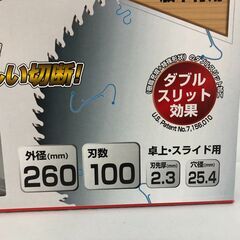 しい切断!
ダブル
スリット
効果
U.S. Patent No.7,156,010
外径(mm)
260
刃数
100
卓上・スライド用
刃先厚(mm)
2.3
穴径(mm)
25.4